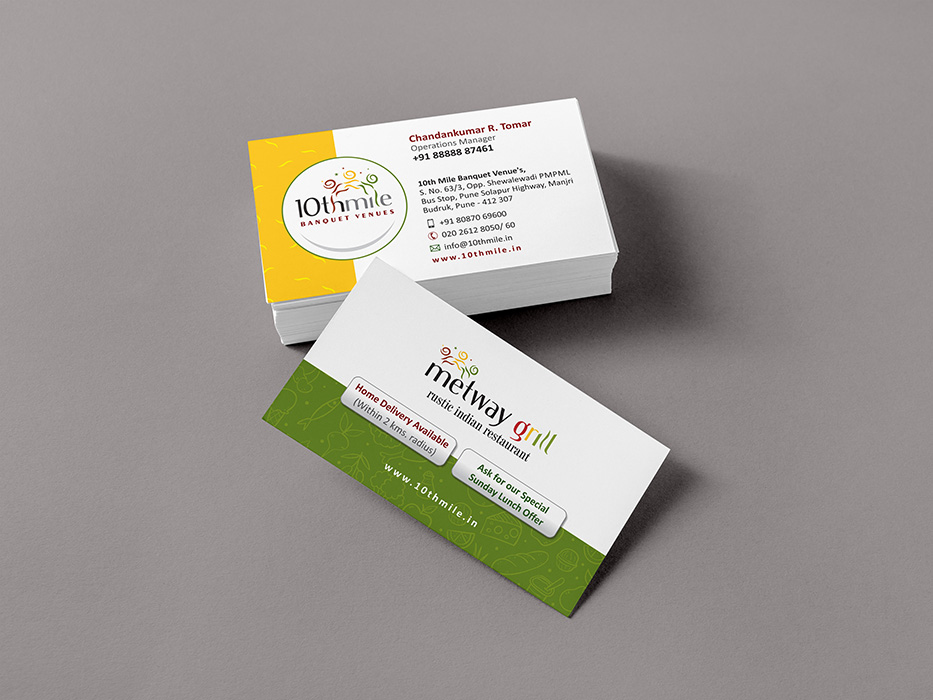 Chandankumar R. Tomar
Operations Manager
+91 88888 87461
10thmile
BANQUET VENUES
10th Mile Banquet Venue's,
S. No. 63/3, Opp. Shewalewadi PMPML
Bus Stop, Pune Solapur Highway, Manjri
Budruk, Pune - 412 307
+91 80870 69600
020 2612 8050/ 60
info@10thmile.in
www.10thmile.in
metway grill
rustic indian restaurant
Home Delivery Available
(Within 2 kms. radius)
Ask for our Special
Sunday Lunch Offer
www.10thmile.in